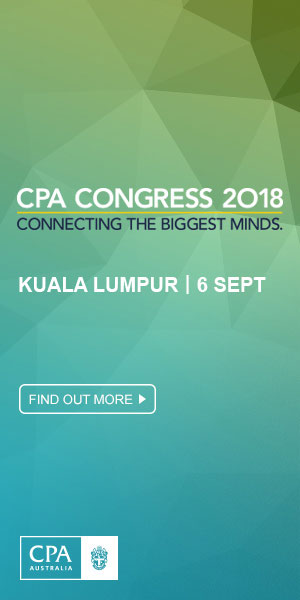 CPA CONGRESS 2018
CONNECTING THE BIGGEST MINDS.
KUALA LUMPUR | 6 SEPT
FIND OUT MORE
CPA
AUSTRALIA